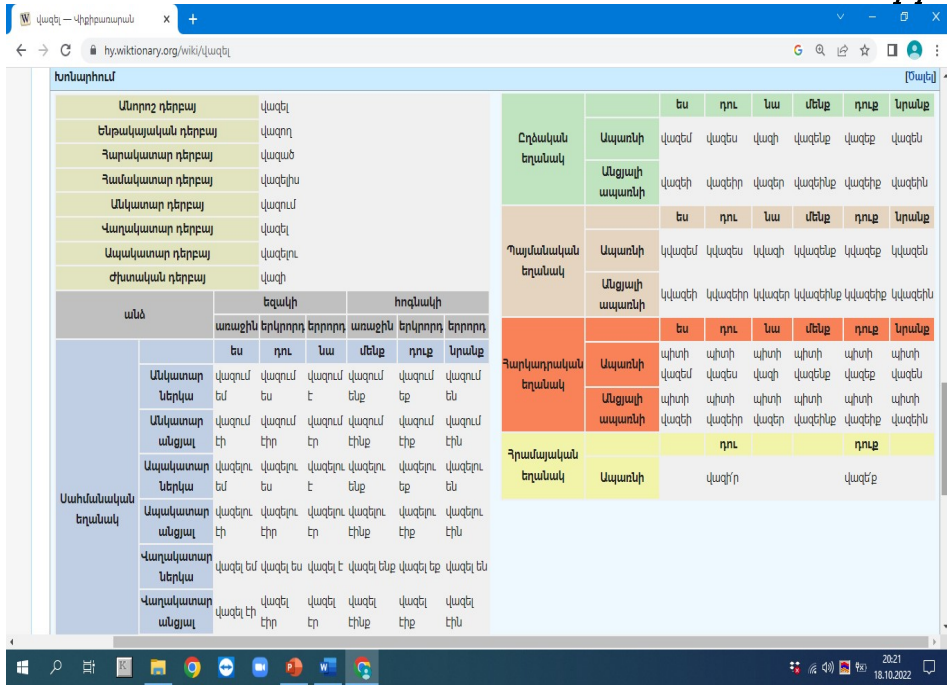 վազել — Վիքիբառարան
hy.wiktionary.org/wiki/վազել
Խոնարհում [Ծալել]
Անորոշ դերբայ վազել
Ենթակայական դերբայ վազող
Հարակատար դերբայ վազած
Համակատար դերբայ վազելիս
Անկատար դերբայ վազում
Վաղակատար դերբայ վազել
Ապակատար դերբայ վազելու
Ժխտական դերբայ վազի
անձ եզակի հոգնակի
առաջին երկրորդ երրորդ առաջին երկրորդ երրորդ
Սահմանական եղանակ
ես դու նա մենք դուք նրանք
Անկատար վազում վազում վազում վազում վազում վազում
ներկա եմ ես է ենք եք են
Անկատար վազում վազում վազում վազում վազում վազում
անցյալ էի էիր էր էինք էիք էին
Ապակատար վազելու վազելու վազելու վազելու վազելու վազելու
ներկա եմ ես է ենք եք են
Ապակատար վազելու վազելու վազելու վազելու վազելու վազելու
անցյալ էի էիր էր էինք էիք էին
Վաղակատար
ներկա վազել եմ վազել ես վազել է վազել ենք վազել եք վազել են
Վաղակատար վազել էի վազել վազել վազել վազել վազել
անցյալ էիր էր էինք էիք էին
ես դու նա մենք դուք նրանք
Ըղձական
եղանակ
Ապառնի վազեմ վազես վազի վազենք վազեք վազեն
Անցյալի
ապառնի վազեի վազեիր վազեր վազեինք վազեիք վազեին
ես դու նա մենք դուք նրանք
Պայմանական
եղանակ
Ապառնի կվազեմ կվազես կվազի կվազենք կվազեք կվազեն
Անցյալի
ապառնի կվազեի կվազեիր կվազեր կվազեինք կվազեիք կվազեին
ես դու նա մենք դուք նրանք
Հարկադրական
եղանակ
Ապառնի պիտի պիտի պիտի պիտի պիտի պիտի
վազեմ վազես վազի վազենք վազեք վազեն
Անցյալի պիտի պիտի պիտի պիտի պիտի պիտի
ապառնի վազեի վազեիր վազեր վազեինք վազեիք վազեին
դու դուք
Հրամայական
եղանակ
Ապառնի վազի՛ր վազե՛ք
20:21
18.10.2022